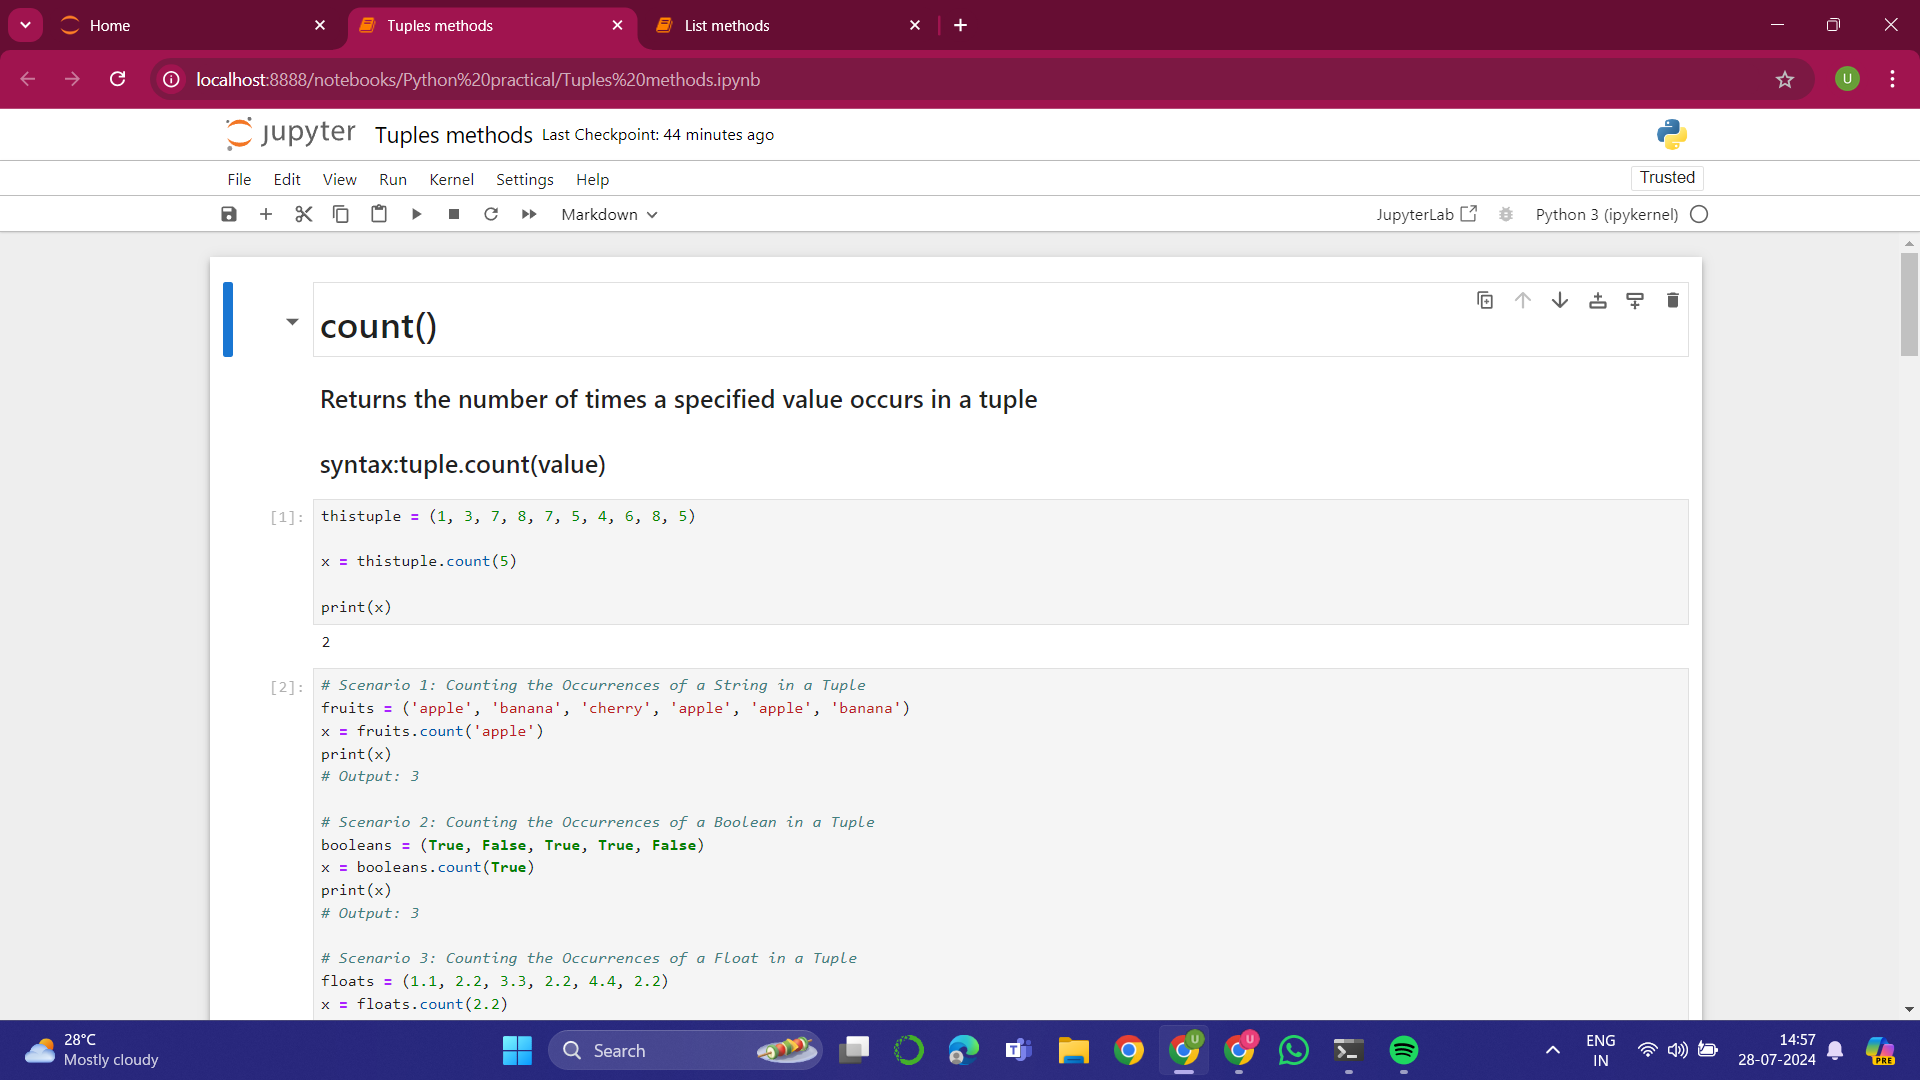 Home
Tuples methods
List methods
localhost:8888/notebooks/Python%20practical/Tuples%20methods.ipynb
U
jupyter Tuples methods Last Checkpoint: 44 minutes ago
File Edit View Run Kernel Settings Help
Trusted
Markdown
JupyterLab
Python 3 (ipykernel)
count()
Returns the number of times a specified value occurs in a tuple
syntax:tuple.count(value)
[1]:
thistuple = (1, 3, 7, 8, 7, 5, 4, 6, 8, 5)
x = thistuple.count(5)
print(x)
2
[2]:
# Scenario 1: Counting the Occurrences of a String in a Tuple
fruits = ('apple', 'banana', 'cherry', 'apple', 'apple', 'banana')
x = fruits.count('apple')
print(x)
# Output: 3
# Scenario 2: Counting the Occurrences of a Boolean in a Tuple
booleans = (True, False, True, True, False)
x = booleans.count(True)
print(x)
# Output: 3
# Scenario 3: Counting the Occurrences of a Float in a Tuple
floats = (1.1, 2.2, 3.3, 2.2, 4.4, 2.2)
x = floats.count(2.2)
28°C
Mostly cloudy
Search
U
U
ENG
IN
14:57
28-07-2024
PRE